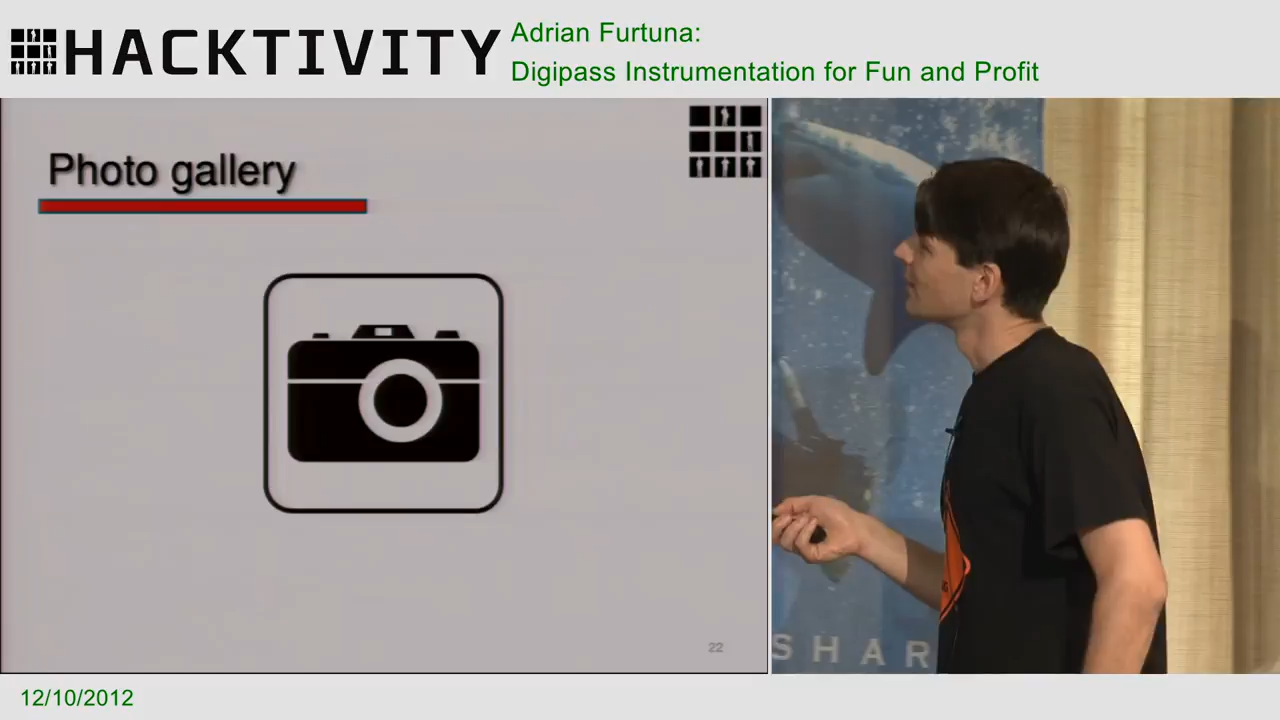 HACKTIVITY
Adrian Furtuna:
Digipass Instrumentation for Fun and Profit
Photo gallery
22
SHAR
12/10/2012